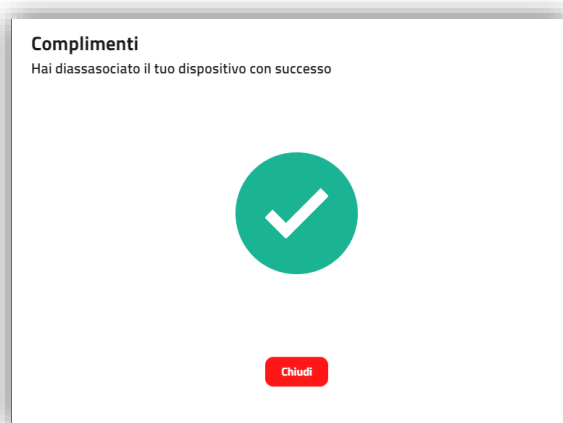 Complimenti
Hai diassasociato il tuo dispositivo con successo
Chiudi